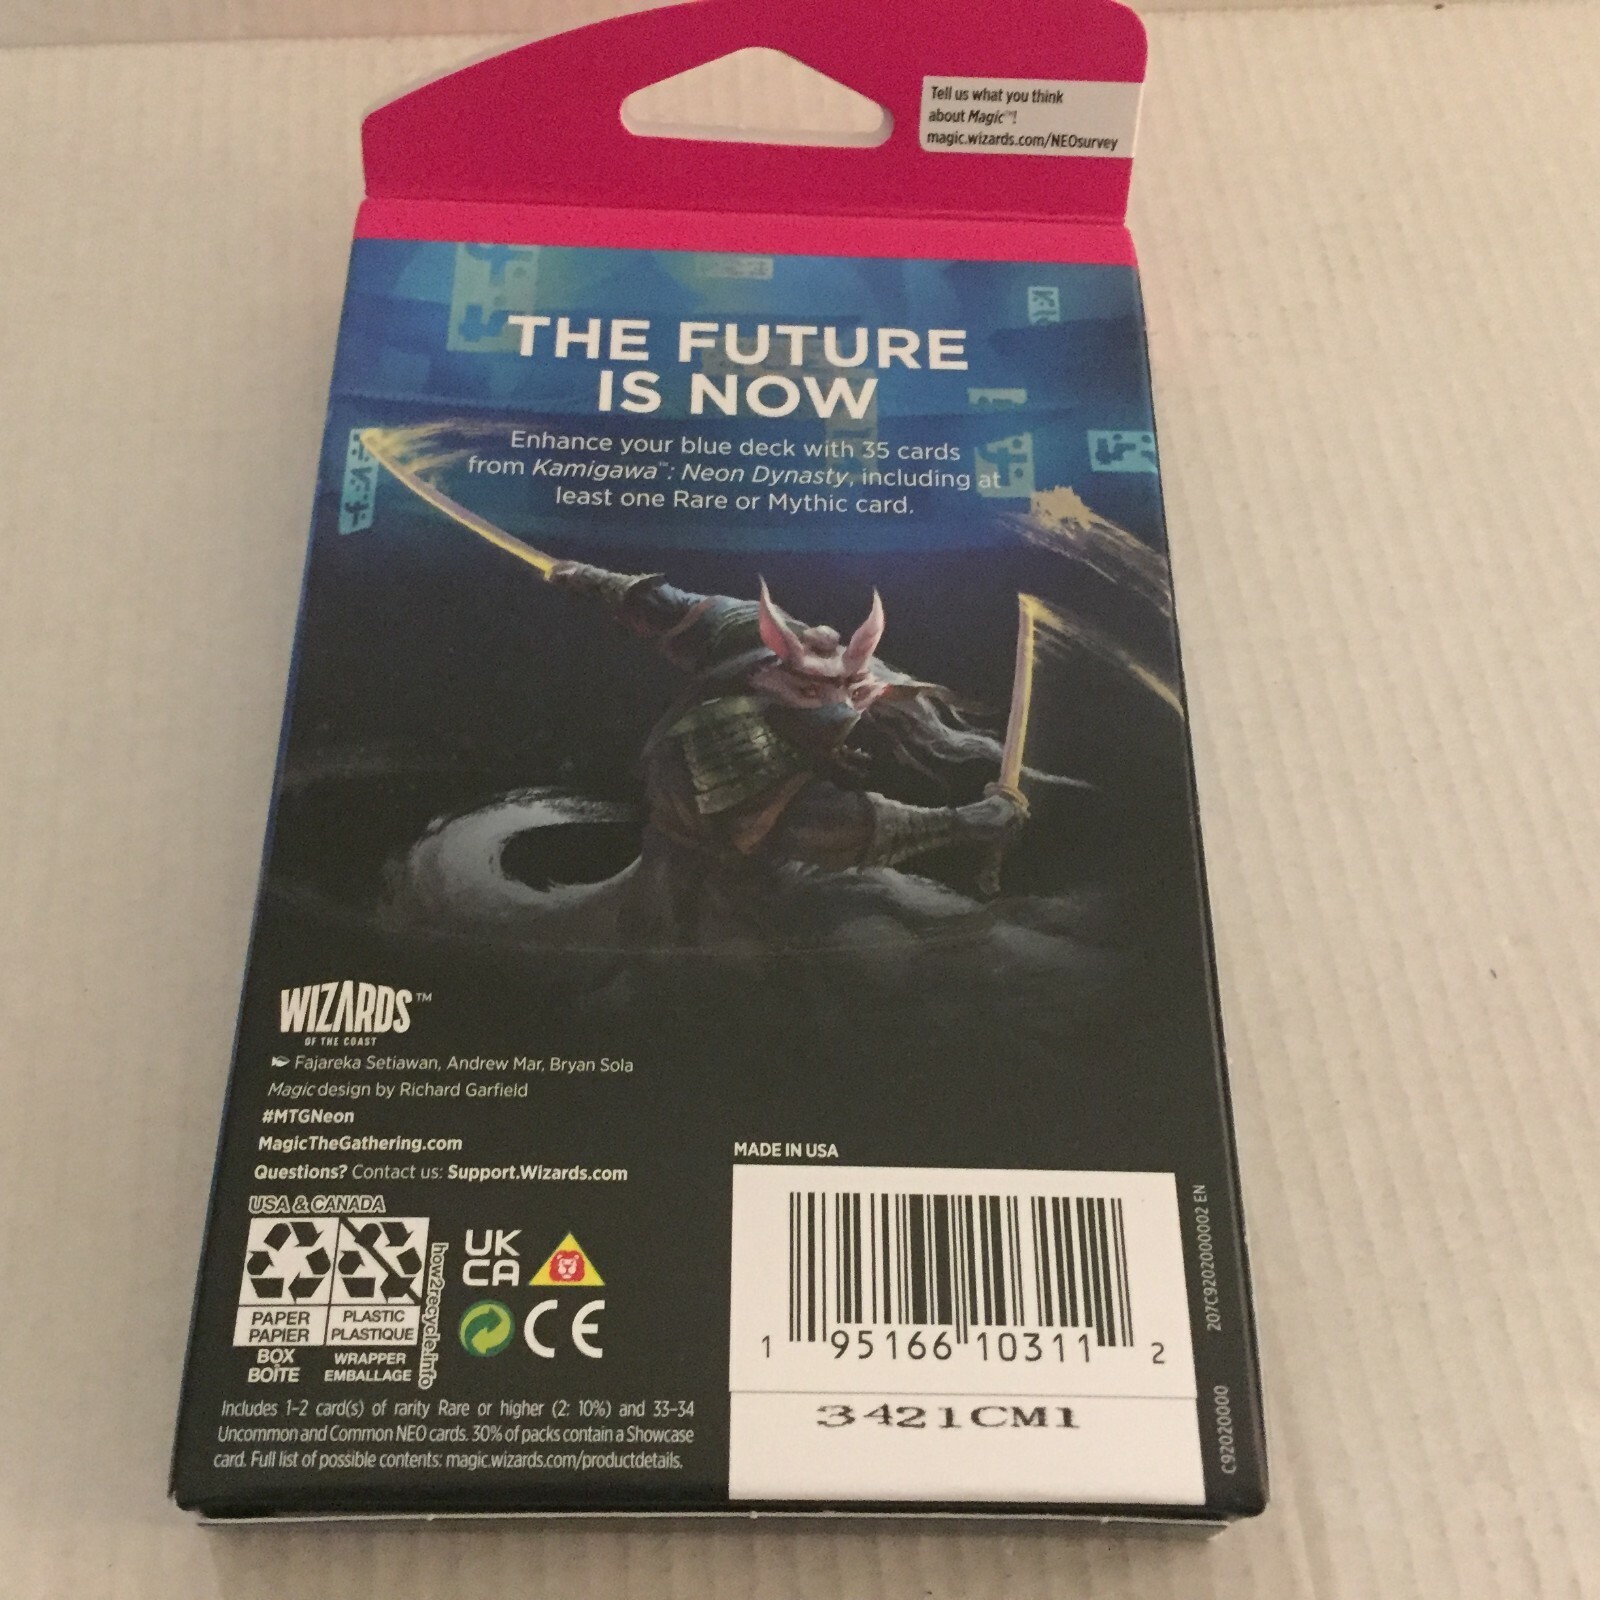 Tell us what you think
about Magic™!
magic.wizards.com/NEOsurvey
THE FUTURE
IS NOW
Enhance your blue deck with 35 cards
from Kamigawa™: Neon Dynasty, including at
least one Rare or Mythic card.
WIZARDS™
OF THE COAST
Fajareka Setiawan, Andrew Mar, Bryan Sola
Magic design by Richard Garfield
#MTGNeon
MagicTheGathering.com
Questions? Contact us: Support.Wizards.com
USA & CANADA
PAPER
PAPIER
BOX
BOÎTE
PLASTIC
PLASTIQUE
WRAPPER
EMBALLAGE
how2recycle.info
UK
CA
CE
Includes 1-2 card(s) of rarity Rare or higher (2: 10%) and 33-34
Uncommon and Common NEO cards. 30% of packs contain a Showcase
card. Full list of possible contents: magic.wizards.com/productdetails.
MADE IN USA
1 95166 10311 2
3421CM1
207C920200002 EN
C92020000